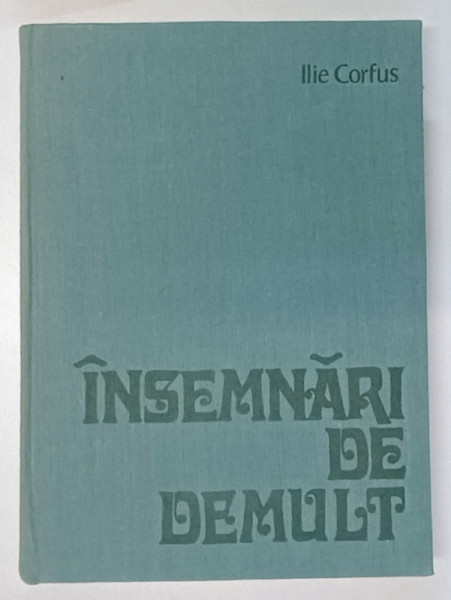 Ilie Corfus
ÎNSEMNĂRI
DE
DEMULT